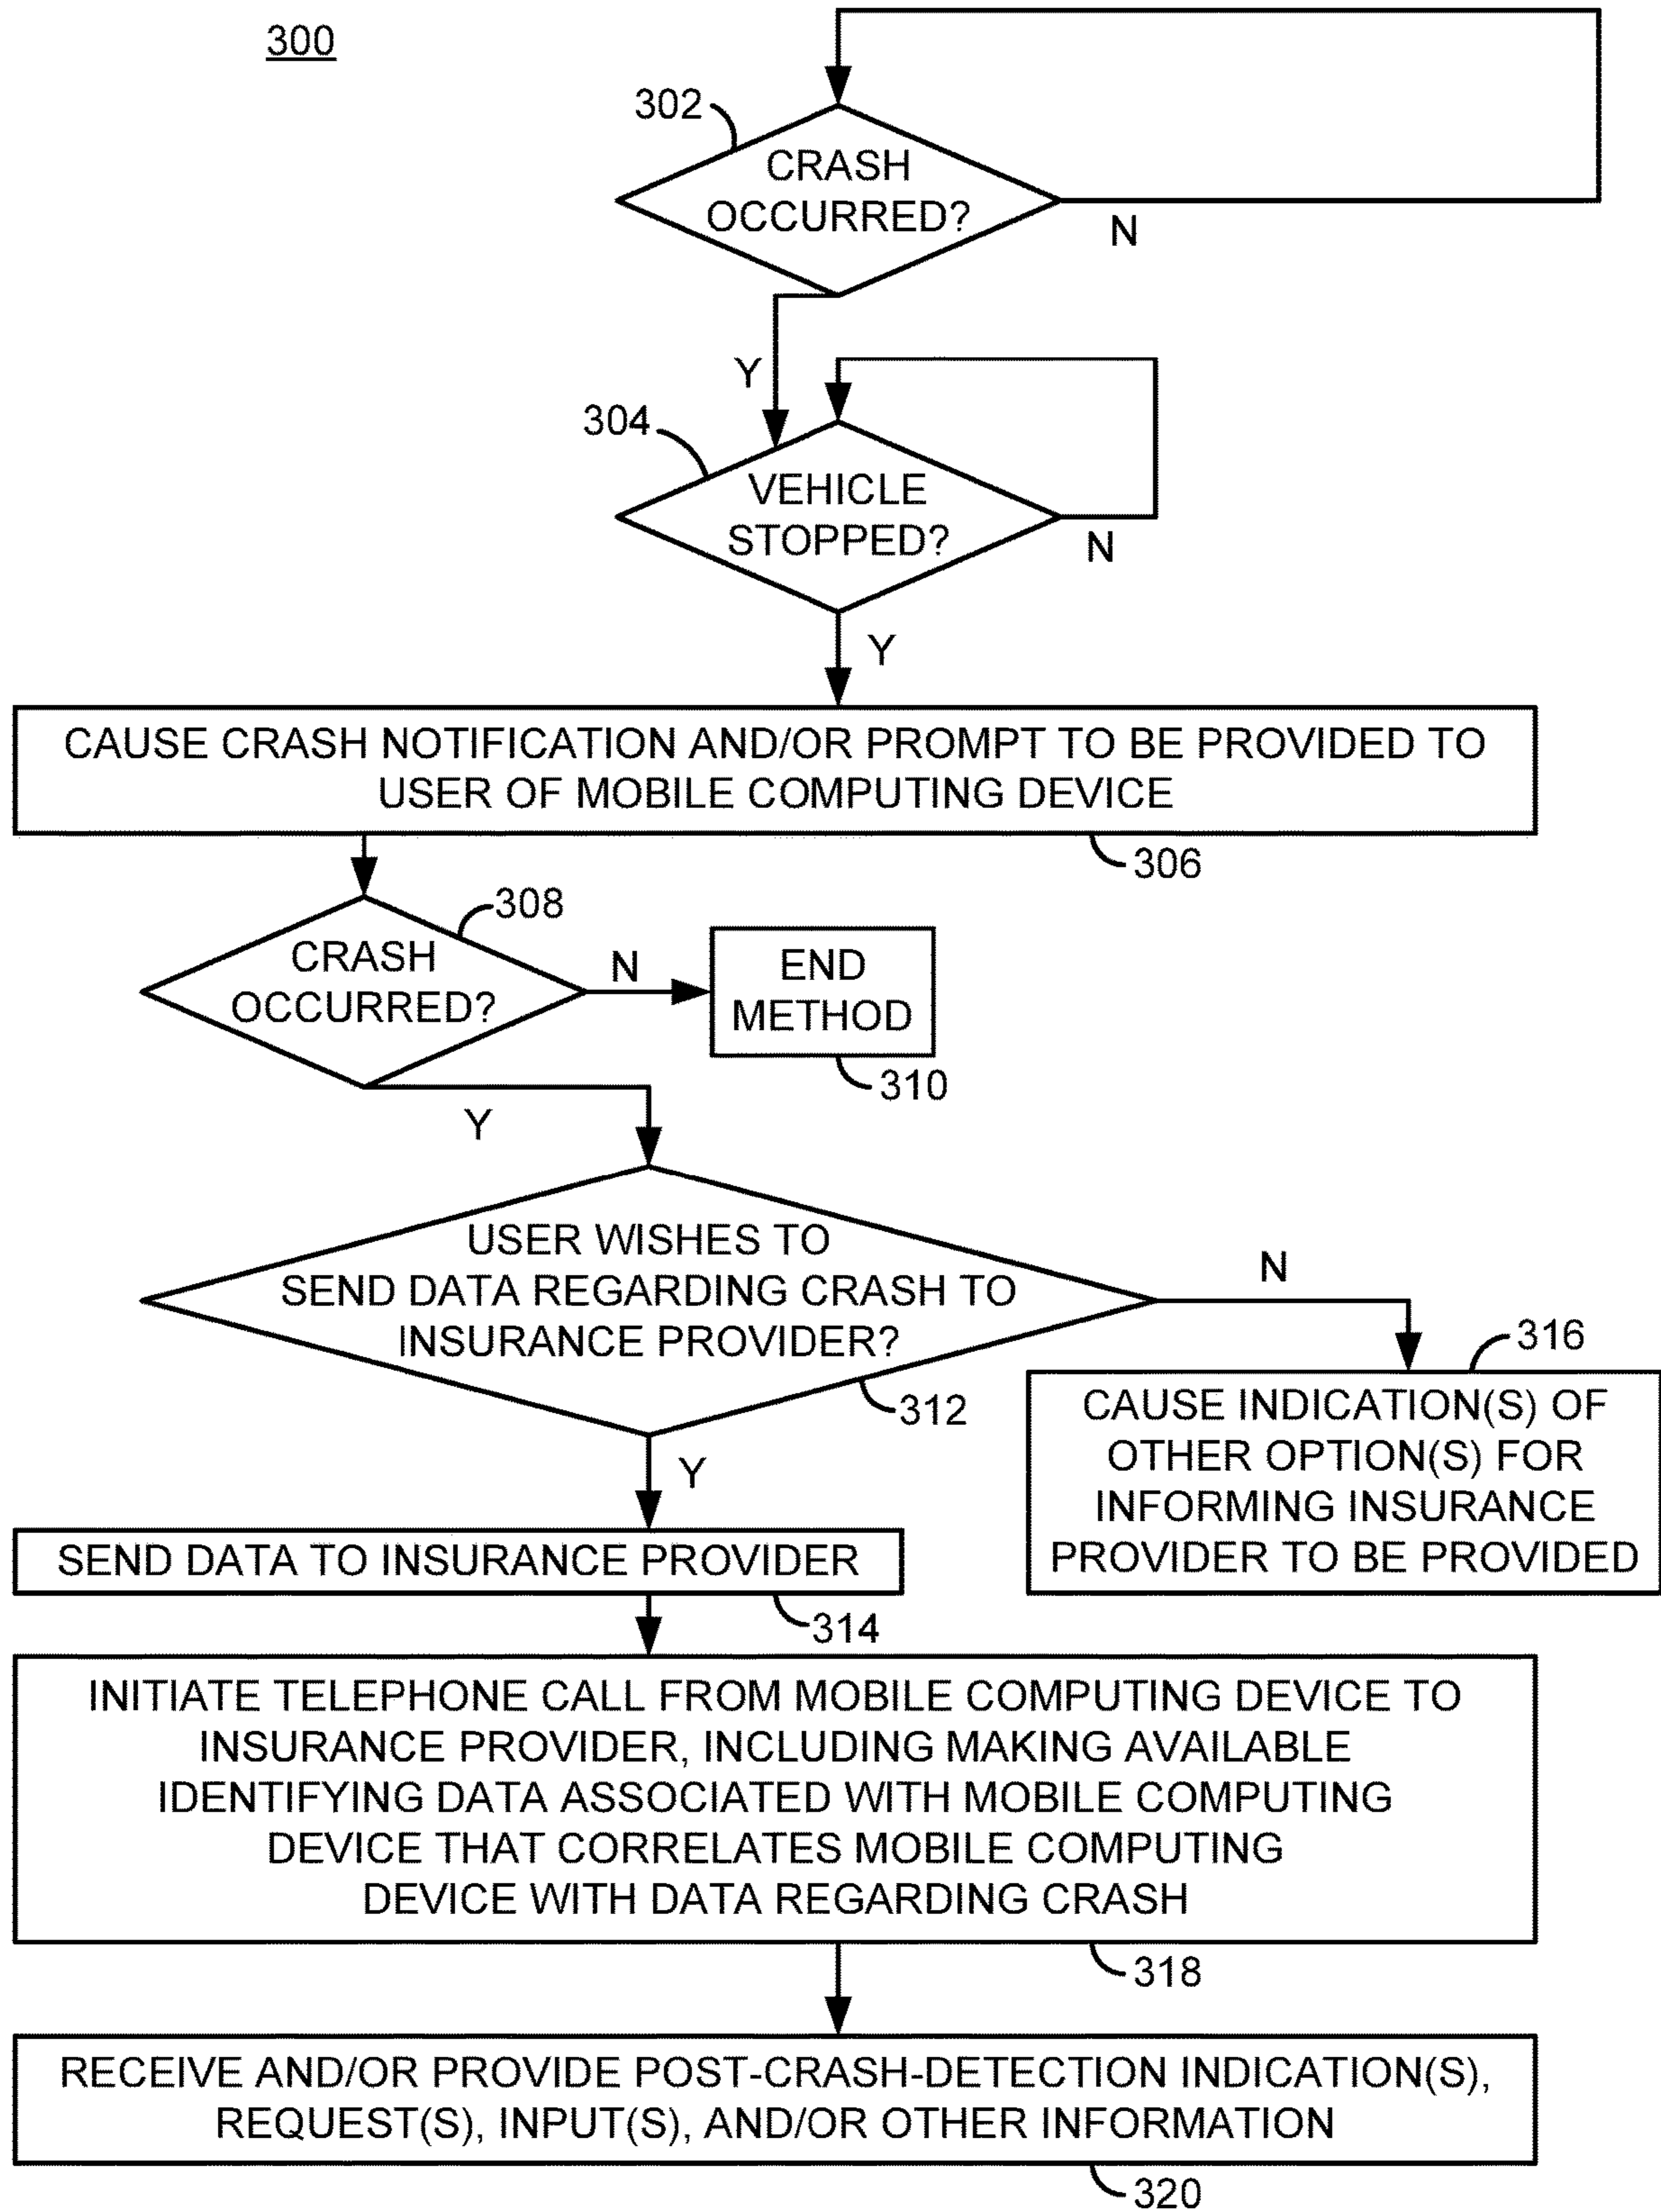 300
302
CRASH
OCCURRED?
N
Y
304
VEHICLE
STOPPED?
N
Y
CAUSE CRASH NOTIFICATION AND/OR PROMPT TO BE PROVIDED TO
USER OF MOBILE COMPUTING DEVICE
306
308
CRASH
OCCURRED?
N
END
METHOD
310
Y
USER WISHES TO
SEND DATA REGARDING CRASH TO
INSURANCE PROVIDER?
N
312
316
CAUSE INDICATION(S) OF
OTHER OPTION(S) FOR
INFORMING INSURANCE
PROVIDER TO BE PROVIDED
Y
SEND DATA TO INSURANCE PROVIDER
314
INITIATE TELEPHONE CALL FROM MOBILE COMPUTING DEVICE TO
INSURANCE PROVIDER, INCLUDING MAKING AVAILABLE
IDENTIFYING DATA ASSOCIATED WITH MOBILE COMPUTING
DEVICE THAT CORRELATES MOBILE COMPUTING
DEVICE WITH DATA REGARDING CRASH
318
RECEIVE AND/OR PROVIDE POST-CRASH-DETECTION INDICATION(S),
REQUEST(S), INPUT(S), AND/OR OTHER INFORMATION
320